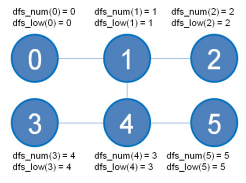 dfs_num(0) = 0 dfs_num(1) = 1 dfs_num(2) = 2
dfs_low(0) = 0 dfs_low(1) = 1 dfs_low(2) = 2
0 1 2
3 4 5
dfs_num(3) = 4 dfs_num(4) = 3 dfs_num(5) = 5
dfs_low(3) = 4 dfs_low(4) = 3 dfs_low(5) = 5